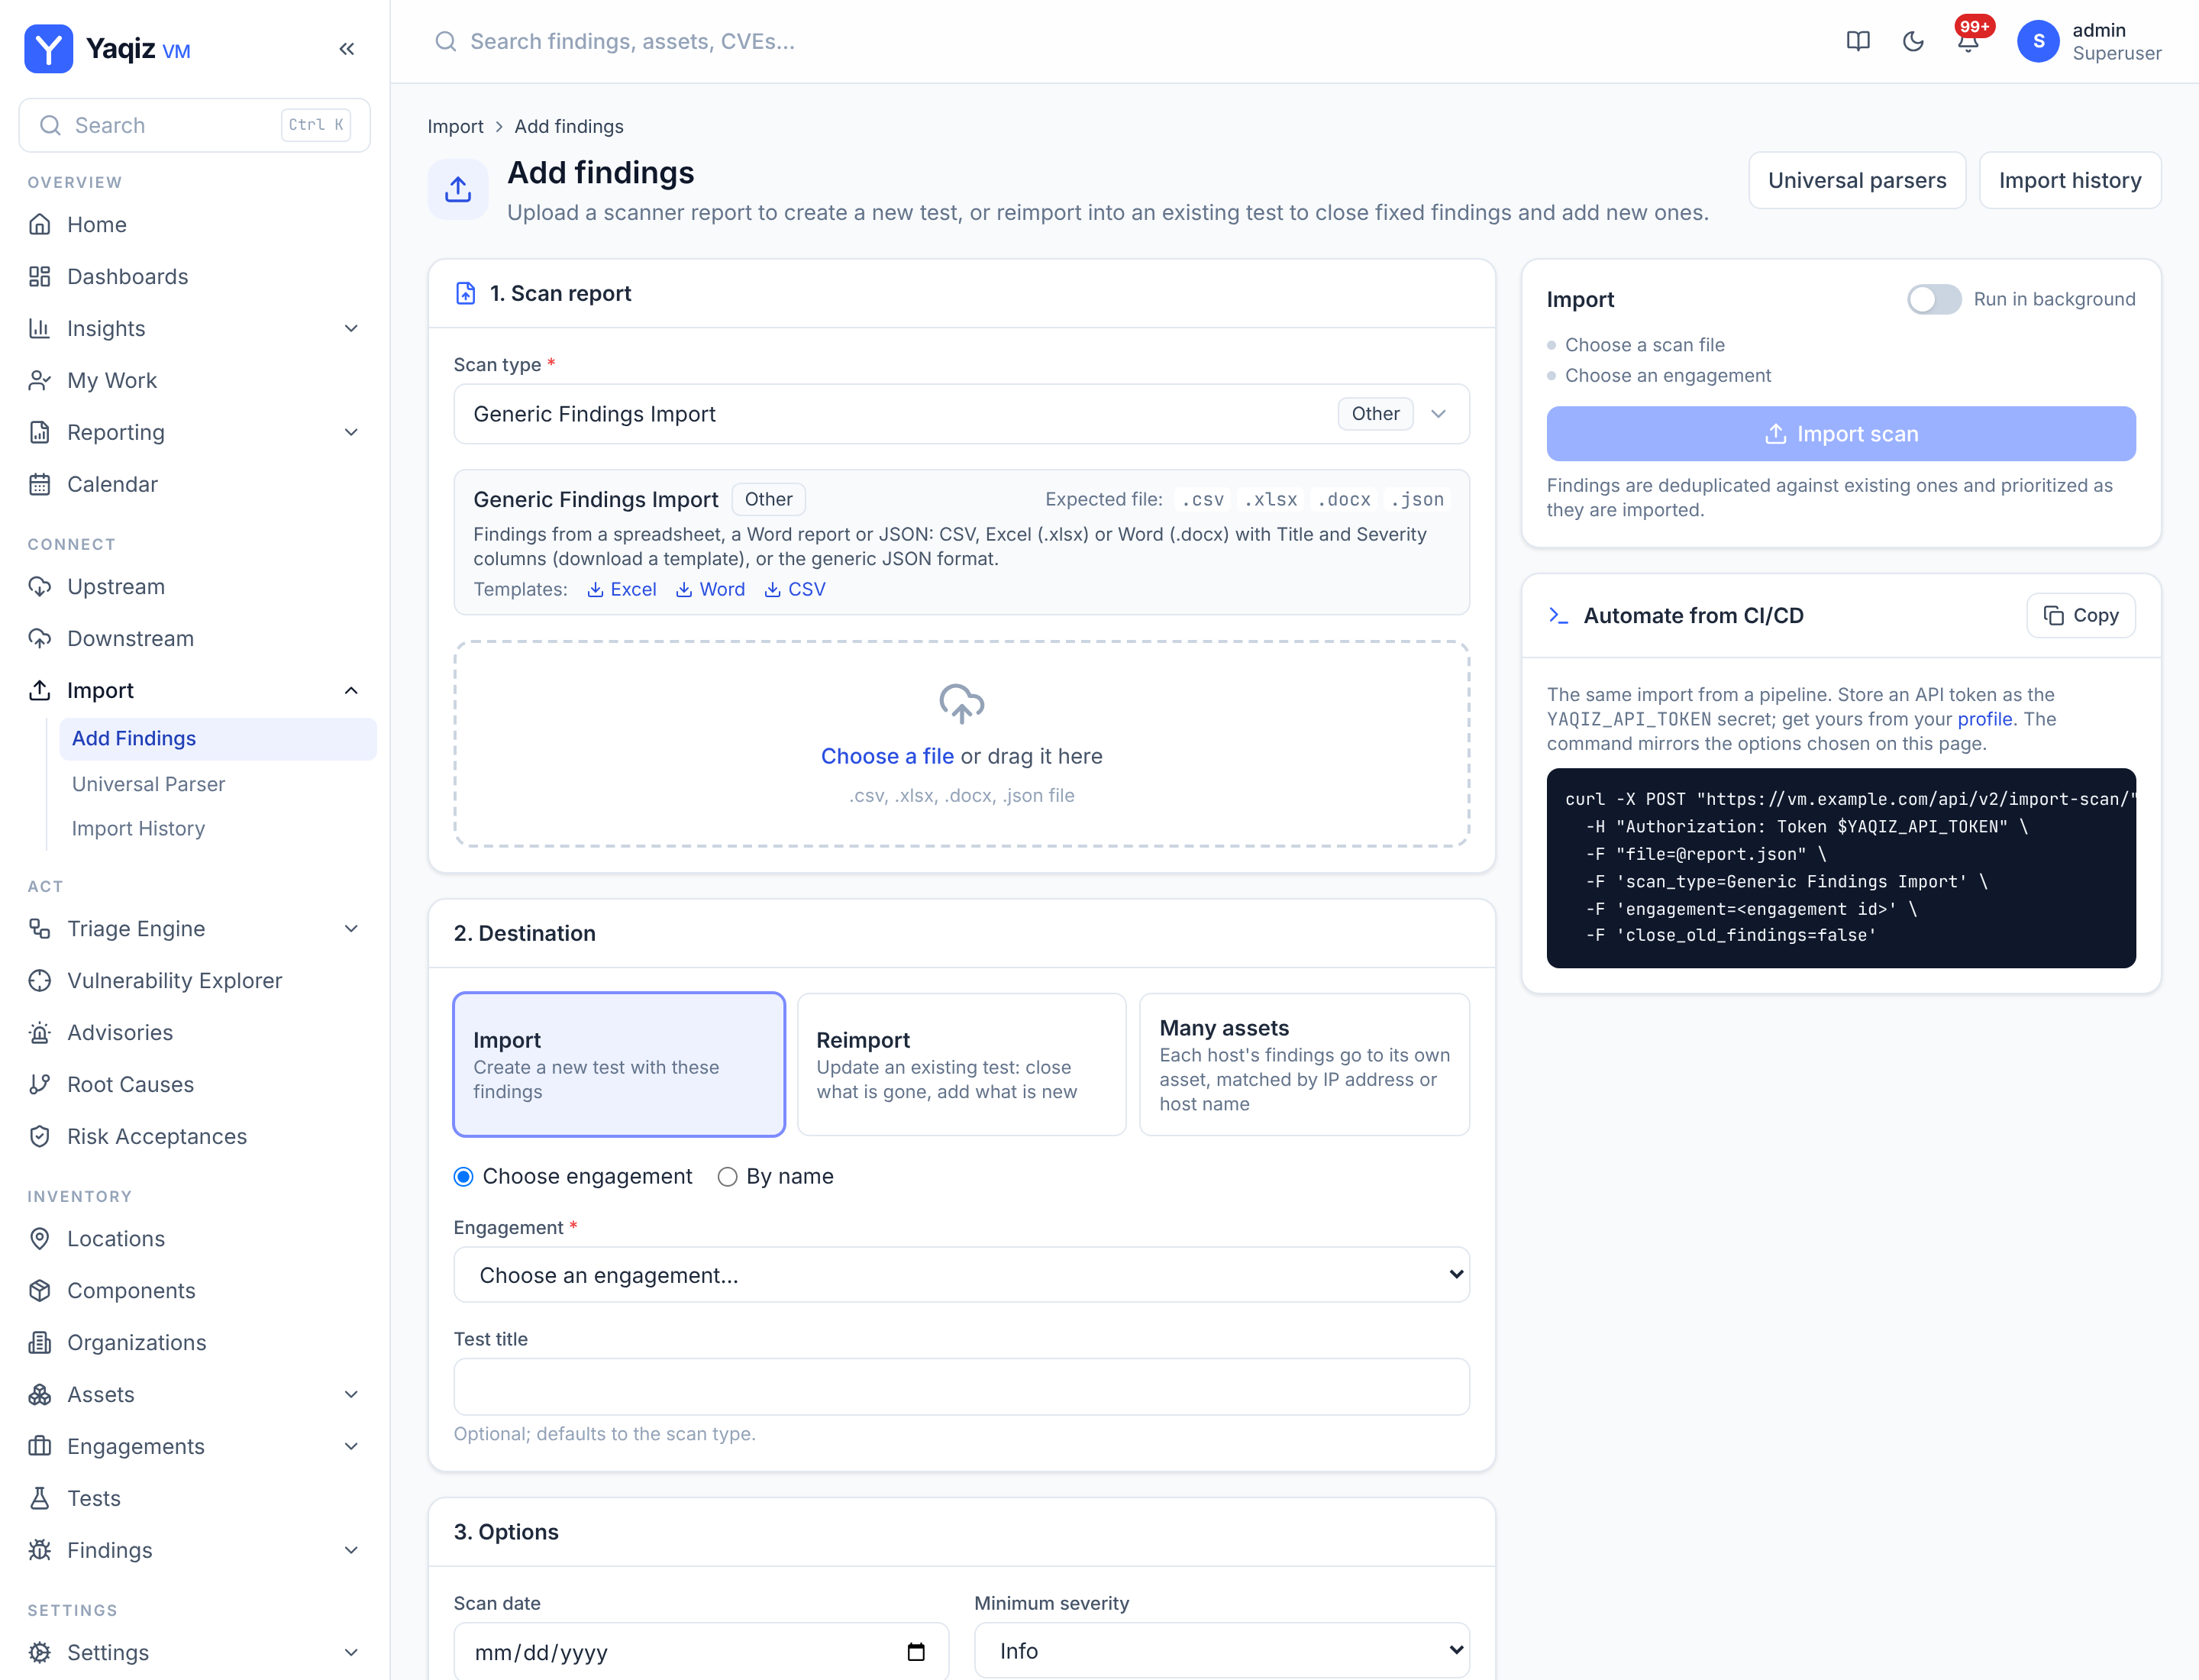 Yaqiz VM
Search
Ctrl K
OVERVIEW
Home
Dashboards
Insights
My Work
Reporting
Calendar
CONNECT
Upstream
Downstream
Import
Add Findings
Universal Parser
Import History
ACT
Triage Engine
Vulnerability Explorer
Advisories
Root Causes
Risk Acceptances
INVENTORY
Locations
Components
Organizations
Assets
Engagements
Tests
Findings
SETTINGS
Settings
Search findings, assets, CVEs...
99+
S
admin
Superuser
Import > Add findings
Add findings
Upload a scanner report to create a new test, or reimport into an existing test to close fixed findings and add new ones.
Universal parsers
Import history
1. Scan report
Scan type *
Generic Findings Import
Other
Generic Findings Import
Other
Expected file: .csv .xlsx .docx .json
Findings from a spreadsheet, a Word report or JSON: CSV, Excel (.xlsx) or Word (.docx) with Title and Severity
columns (download a template), or the generic JSON format.
Templates: Excel Word CSV
Choose a file or drag it here
.csv, .xlsx, .docx, .json file
2. Destination
Import
Create a new test with these
findings
Reimport
Update an existing test: close
what is gone, add what is new
Many assets
Each host's findings go to its own
asset, matched by IP address or
host name
Choose engagement
By name
Engagement *
Choose an engagement...
Test title
Optional; defaults to the scan type.
3. Options
Scan date
mm/dd/yyyy
Minimum severity
Info
Import
Run in background
Choose a scan file
Choose an engagement
Import scan
Findings are deduplicated against existing ones and prioritized as
they are imported.
Automate from CI/CD
Copy
The same import from a pipeline. Store an API token as the
YAQIZ_API_TOKEN secret; get yours from your profile. The
command mirrors the options chosen on this page.
curl -X POST "https://vm.example.com/api/v2/import-scan/"
-H "Authorization: Token $YAQIZ_API_TOKEN" \
-F "file=@report.json" \
-F 'scan_type=Generic Findings Import' \
-F 'engagement=<engagement id>' \
-F 'close_old_findings=false'